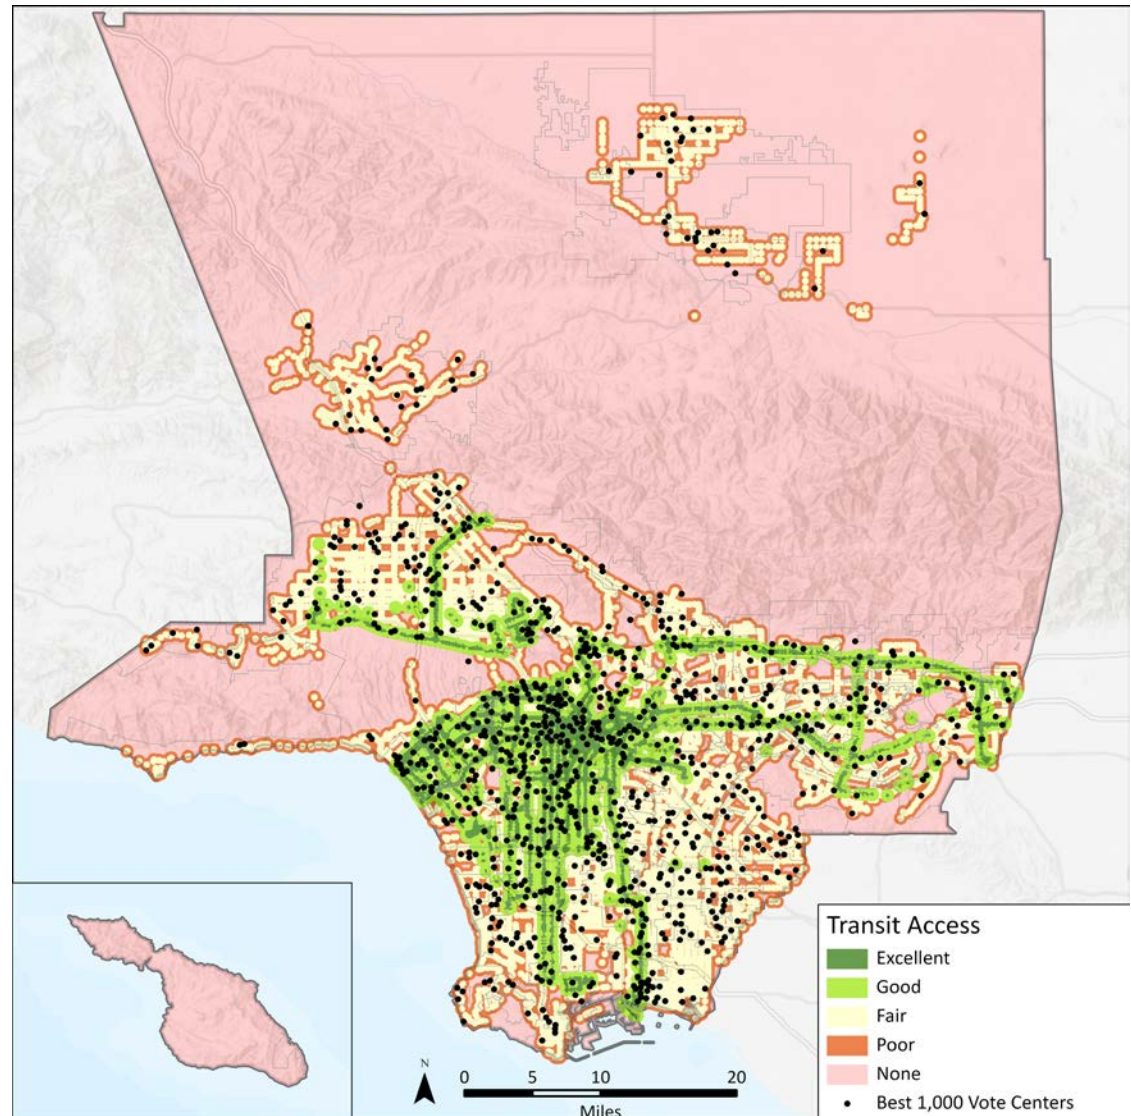 Transit Access
Excellent
Good
Fair
Poor
None
Best 1,000 Vote Centers
N
0 5 10 20
Miles